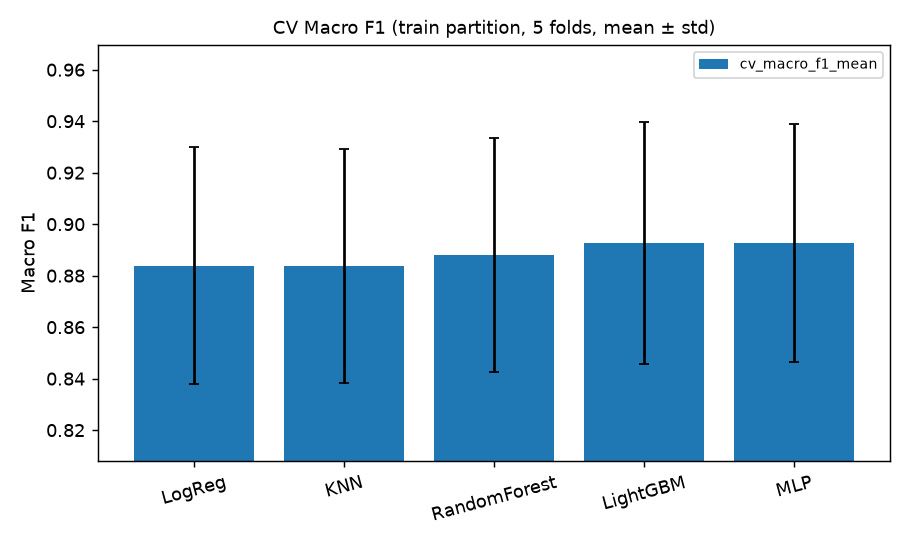 CV Macro F1 (train partition, 5 folds, mean ± std)
cv_macro_f1_mean
Macro F1
0.96
0.94
0.92
0.90
0.88
0.86
0.84
0.82
LogReg
KNN
RandomForest
LightGBM
MLP